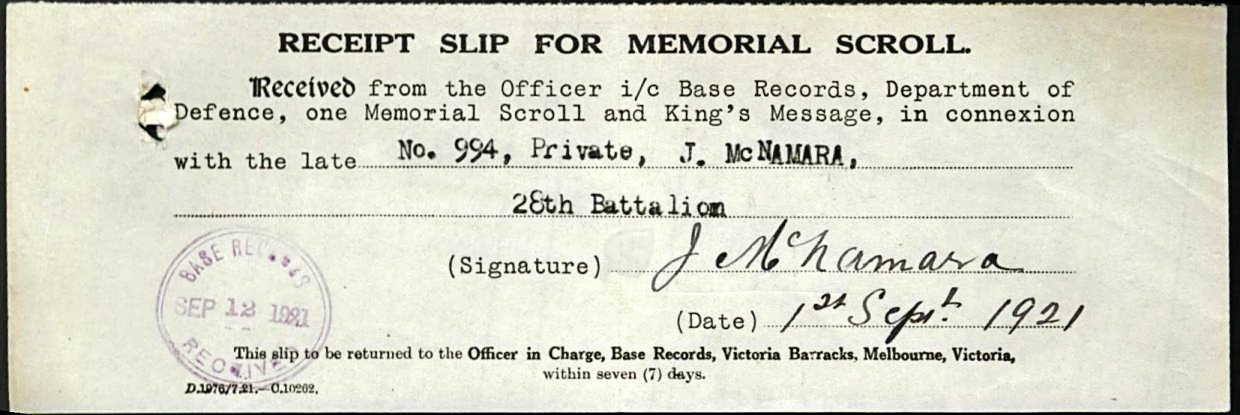 RECEIPT SLIP FOR MEMORIAL SCROLL.
Received from the Officer i/c Base Records, Department of
Defence, one Memorial Scroll and King's Message, in connexion
with the late No. 994, Private, J. McNAMARA,
28th Battalion
(Signature) J McNamara
(Date) 1st Sept. 1921
BASE RECORDS
SEP 12 1921
RECEIVED
This slip to be returned to the Officer in Charge, Base Records, Victoria Barracks, Melbourne, Victoria,
within seven (7) days.
D.1976/7.21.—C.10262.